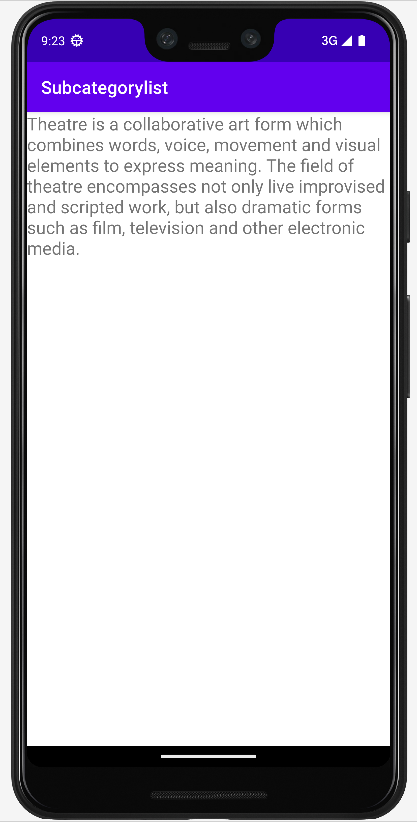 9:23 3G
Subcategorylist
Theatre is a collaborative art form which
combines words, voice, movement and visual
elements to express meaning. The field of
theatre encompasses not only live improvised
and scripted work, but also dramatic forms
such as film, television and other electronic
media.